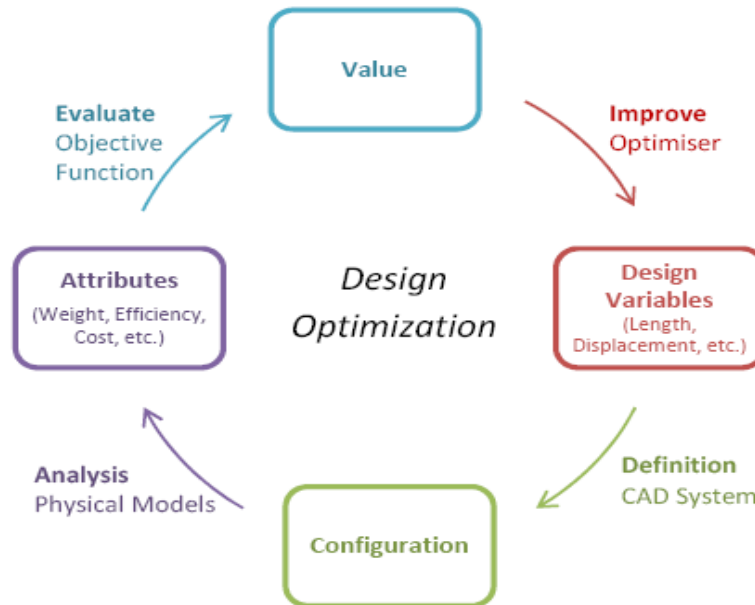 Value
Evaluate
Objective
Function
Improve
Optimiser
Attributes
(Weight, Efficiency,
Cost, etc.)
Design
Optimization
Design
Variables
(Length,
Displacement, etc.)
Analysis
Physical Models
Definition
CAD System
Configuration